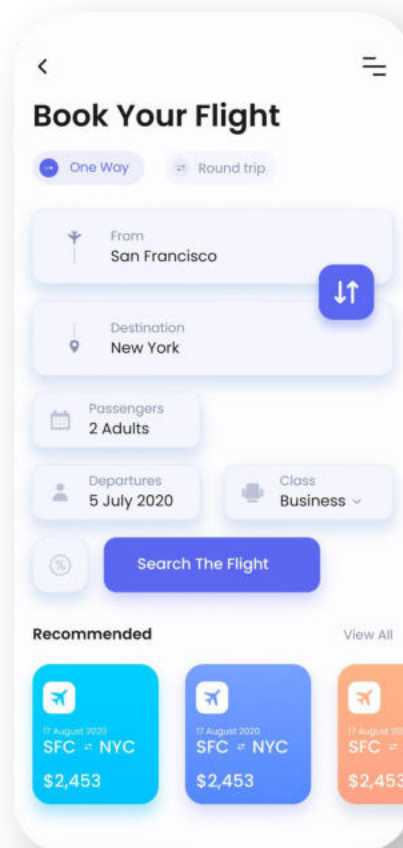 Book Your Flight
One Way
Round trip
From
San Francisco
Destination
New York
Passengers
2 Adults
Departures
5 July 2020
Class
Business
Search The Flight
Recommended
View All
17 August 2020
SFC NYC
$2,453
17 August 2020
SFC NYC
$2,453
17 August
SFC
$2,453